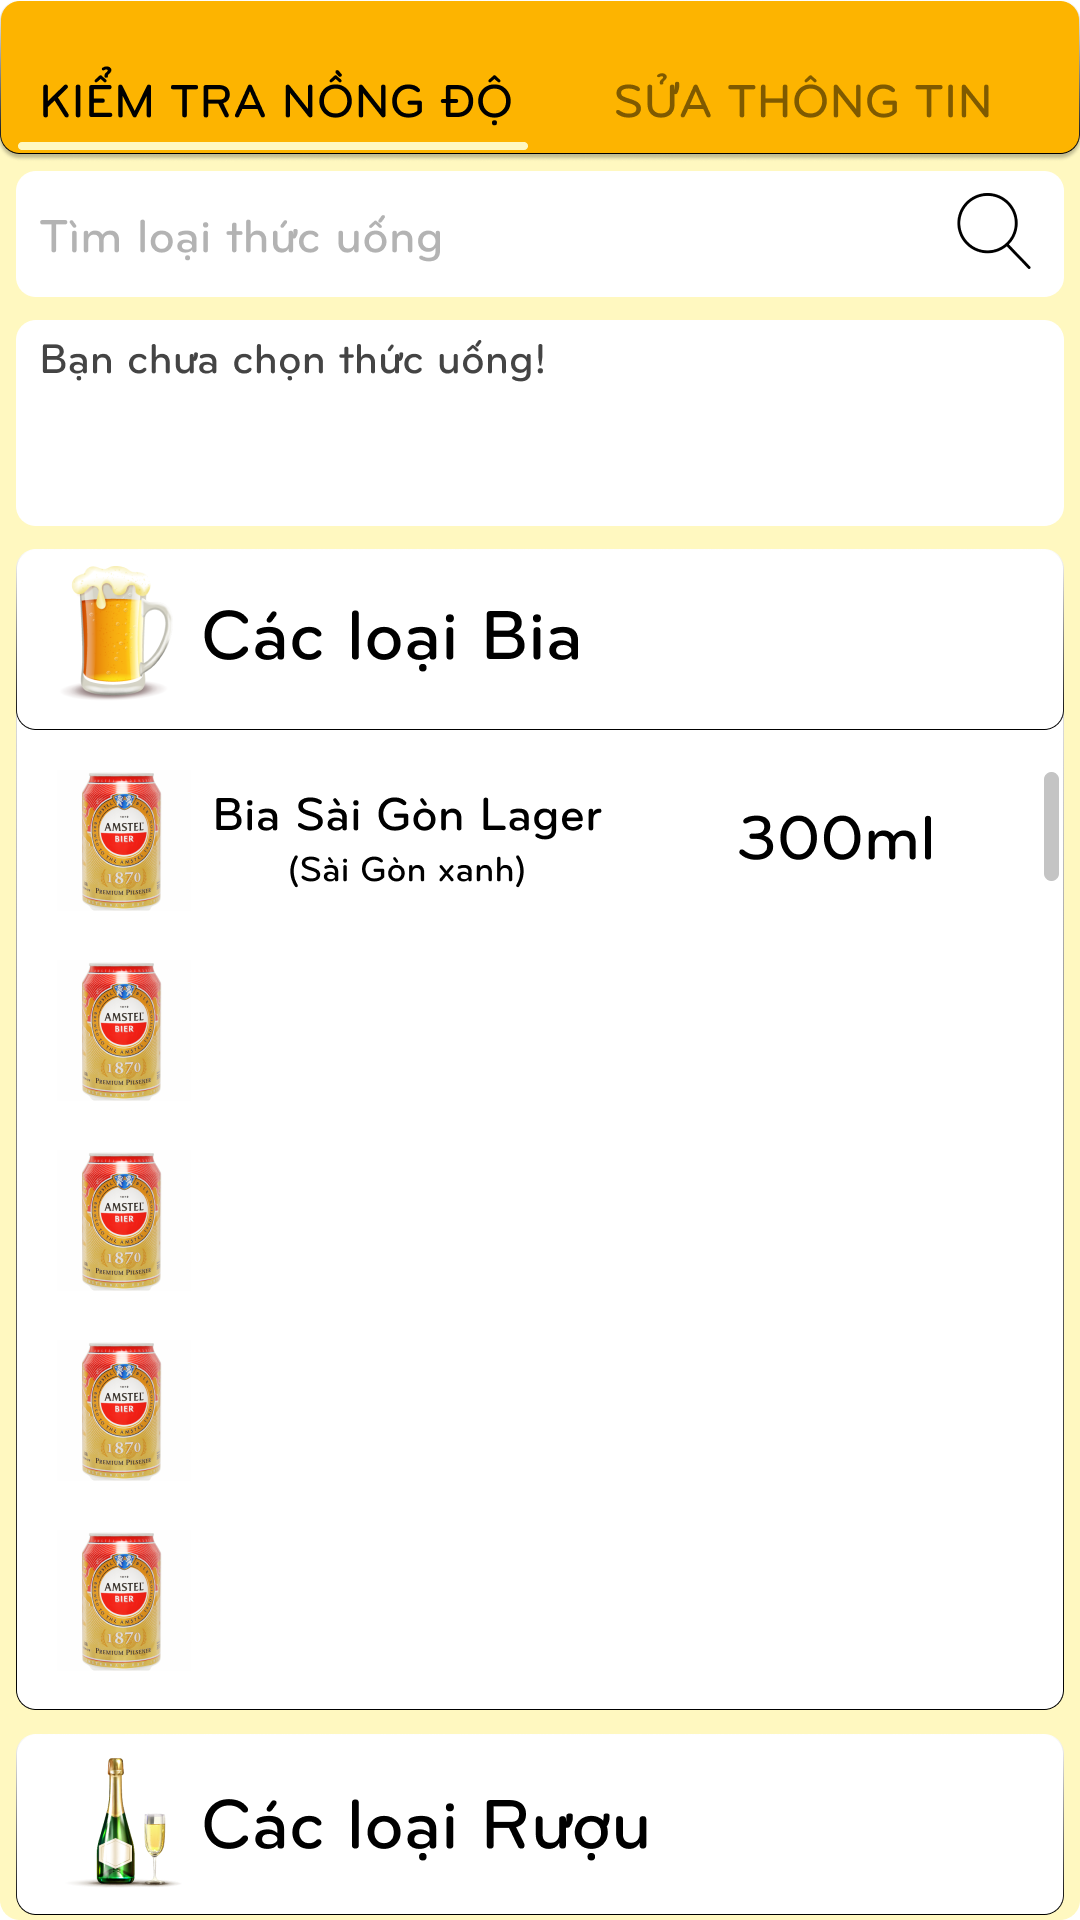 KIỂM TRA NỒNG ĐỘ SỬA THÔNG TIN
Tìm loại thức uống
Bạn chưa chọn thức uống!
Các loại Bia
AMSTEL
BIER
1870
PREMIUM PILSENER
Bia Sài Gòn Lager
(Sài Gòn xanh)
300ml
AMSTEL
BIER
1870
PREMIUM PILSENER
AMSTEL
BIER
1870
PREMIUM PILSENER
AMSTEL
BIER
1870
PREMIUM PILSENER
AMSTEL
BIER
1870
PREMIUM PILSENER
Các loại Rượu